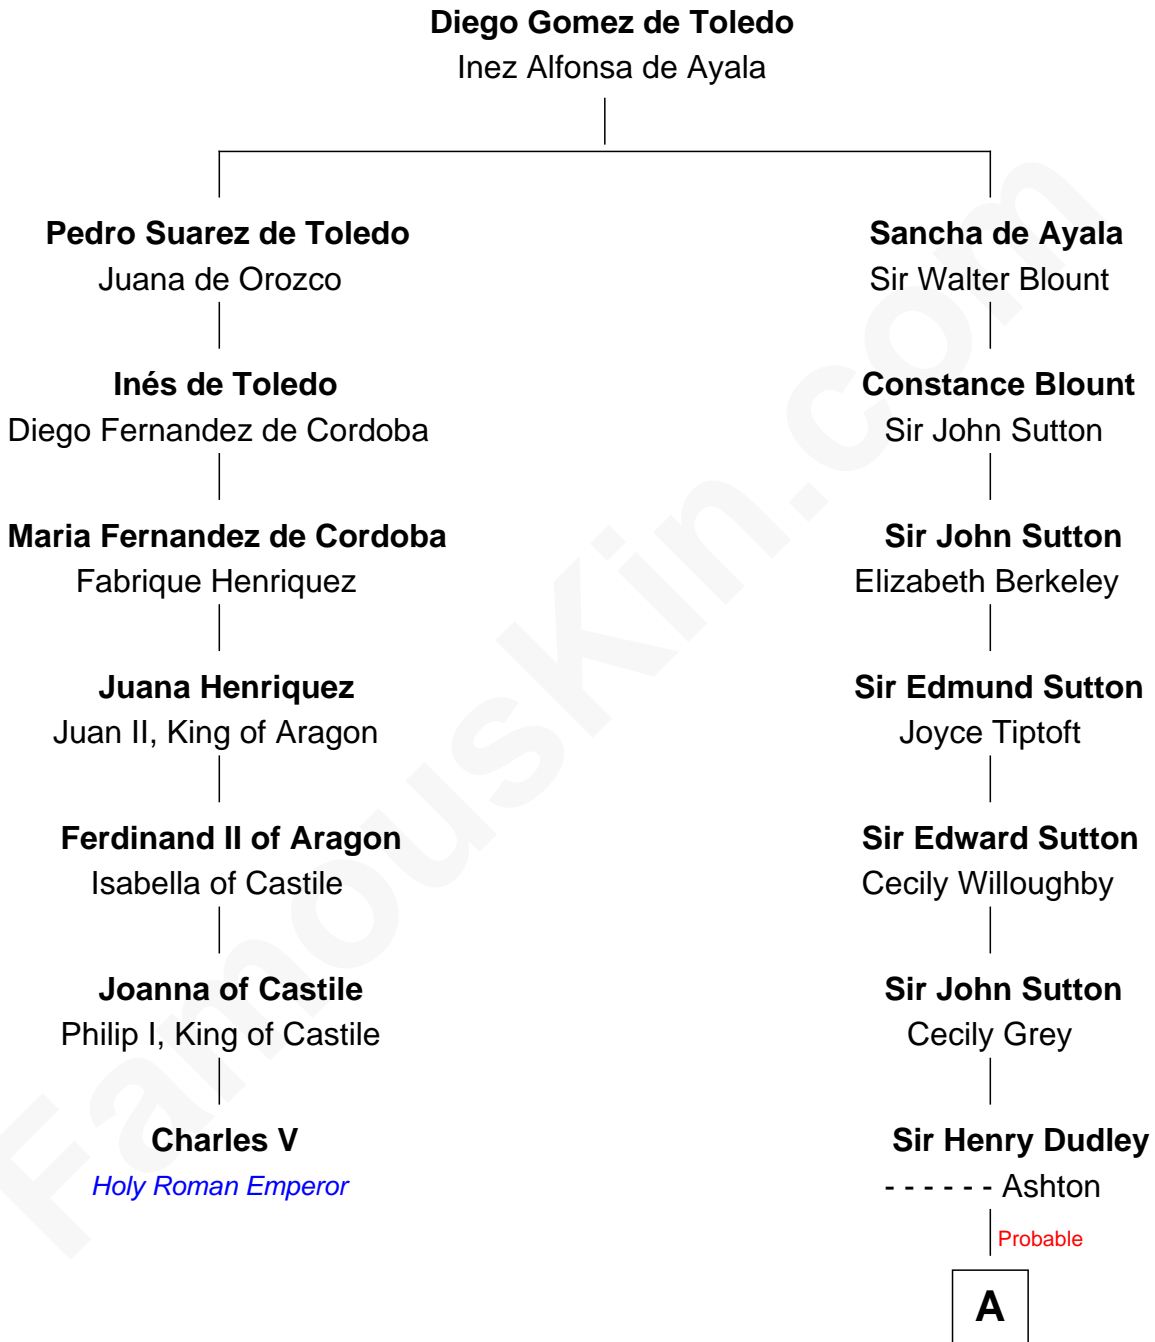 Diego Gomez de Toledo
Inez Alfonsa de Ayala
Pedro Suarez de Toledo
Juana de Orozco
Inés de Toledo
Diego Fernandez de Cordoba
Maria Fernandez de Cordoba
Fabrique Henriquez
Juana Henriquez
Juan II, King of Aragon
Ferdinand II of Aragon
Isabella of Castile
Joanna of Castile
Philip I, King of Castile
Charles V
Holy Roman Emperor
Sancha de Ayala
Sir Walter Blount
Constance Blount
Sir John Sutton
Sir John Sutton
Elizabeth Berkeley
Sir Edmund Sutton
Joyce Tiptoft
Sir Edward Sutton
Cecily Willoughby
Sir John Sutton
Cecily Grey
Sir Henry Dudley
- - - - - - Ashton
Probable
A
FamousKin.com